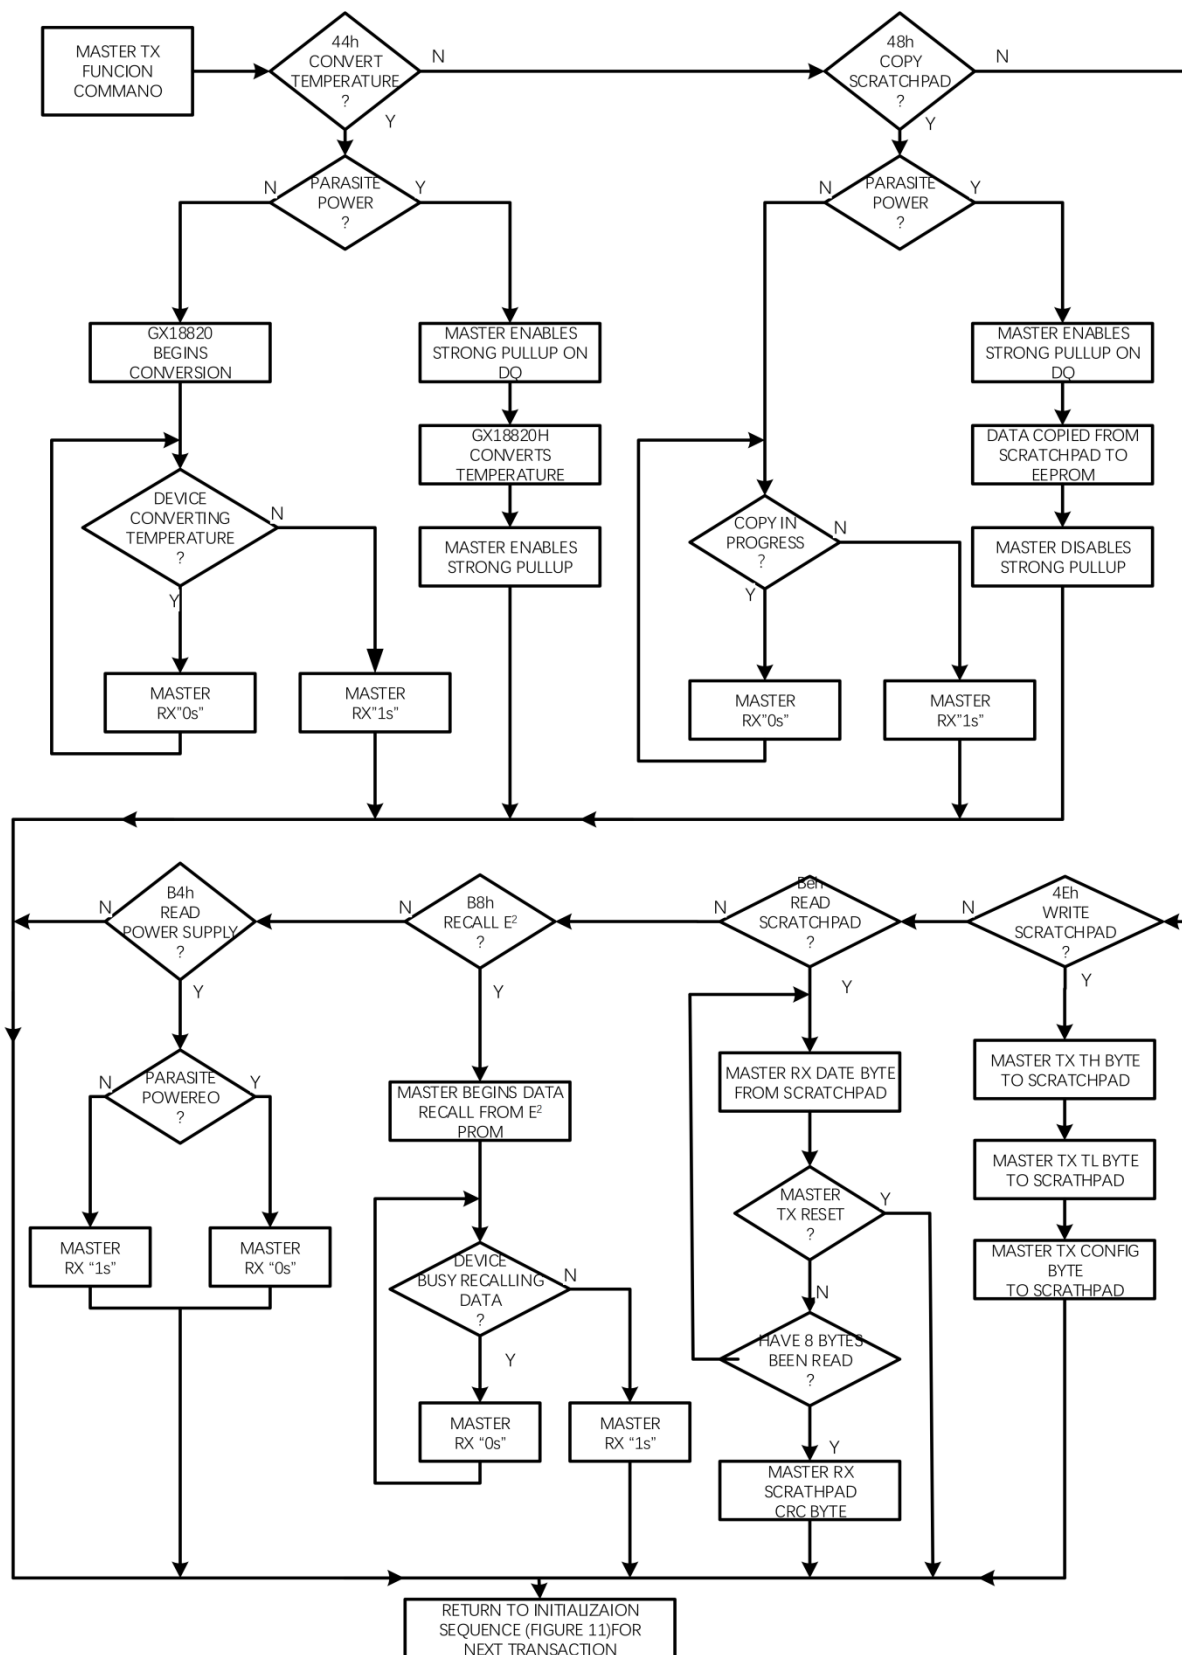 MASTER TX
FUNCION
COMMANO
44h
CONVERT
TEMPERATURE
?
N
Y
48h
COPY
SCRATCHPAD
?
N
Y
PARASITE
POWER
?
N
Y
PARASITE
POWER
?
N
Y
GX18820
BEGINS
CONVERSION
MASTER ENABLES
STRONG PULLUP ON
DQ
MASTER ENABLES
STRONG PULLUP ON
DQ
GX18820H
CONVERTS
TEMPERATURE
DATA COPIED FROM
SCRATCHPAD TO
EEPROM
DEVICE
CONVERTING
TEMPERATURE
?
N
Y
MASTER ENABLES
STRONG PULLUP
COPY IN
PROGRESS
?
N
Y
MASTER DISABLES
STRONG PULLUP
MASTER
RX"0s"
MASTER
RX"1s"
MASTER
RX"0s"
MASTER
RX"1s"
B4h
READ
POWER SUPPLY
?
N
Y
B8h
RECALL E²
?
N
Y
Beh
READ
SCRATCHPAD
?
N
Y
4Eh
WRITE
SCRATCHPAD
?
N
Y
PARASITE
POWEREO
?
N
Y
MASTER BEGINS DATA
RECALL FROM E²
PROM
MASTER RX DATE BYTE
FROM SCRATCHPAD
MASTER TX TH BYTE
TO SCRATCHPAD
MASTER TX TL BYTE
TO SCRATHPAD
MASTER
TX RESET
?
Y
N
MASTER
RX “1s”
MASTER
RX “0s”
DEVICE
BUSY RECALLING
DATA
?
N
Y
MASTER TX CONFIG
BYTE
TO SCRATHPAD
HAVE 8 BYTES
BEEN READ
?
Y
MASTER
RX “0s”
MASTER
RX “1s”
MASTER RX
SCRATHPAD
CRC BYTE
RETURN TO INITIALIZAION
SEQUENCE (FIGURE 11)FOR
NEXT TRANSACTION